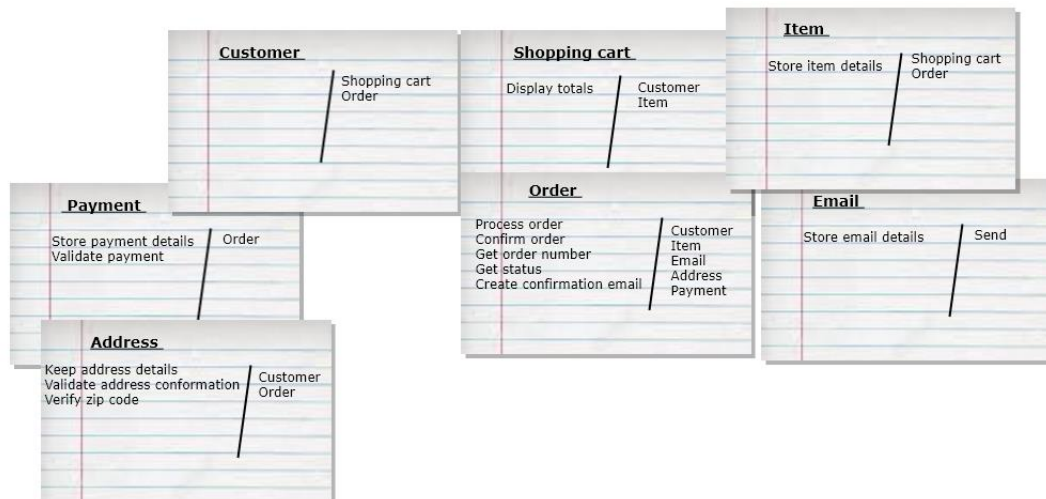 Customer
Shopping cart
Order
Shopping cart
Display totals
Customer
Item
Item
Store item details
Shopping cart
Order
Payment
Store payment details
Validate payment
Order
Order
Process order
Confirm order
Get order number
Get status
Create confirmation email
Customer
Item
Email
Address
Payment
Email
Store email details
Send
Address
Keep address details
Validate address conformation
Verify zip code
Customer
Order